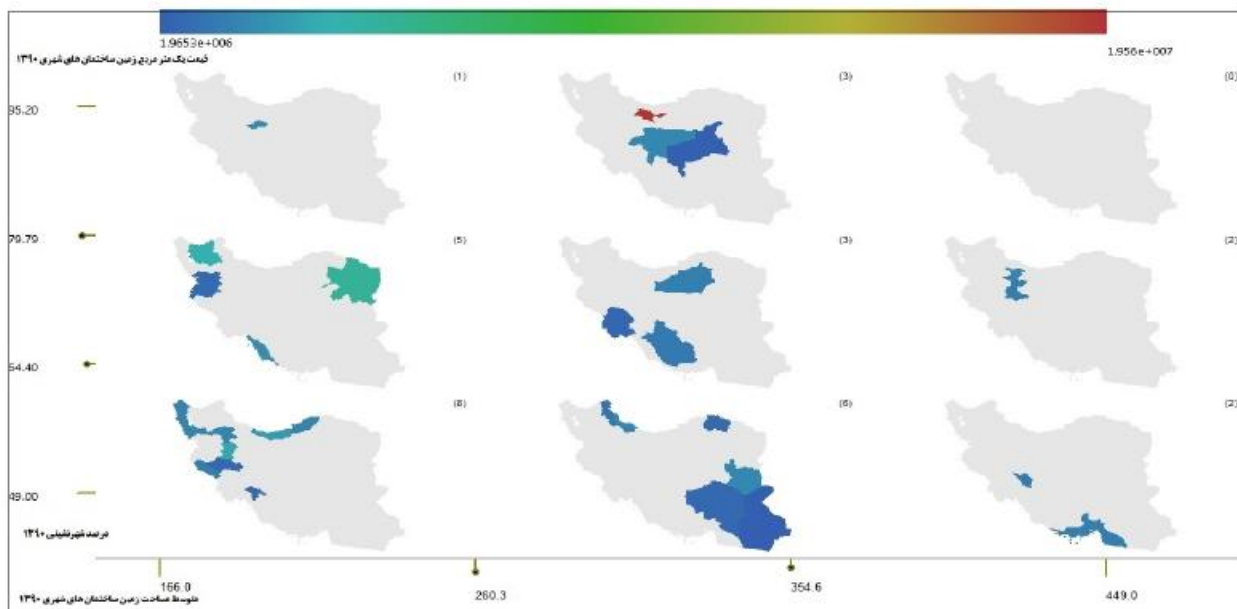 1.9653e+006
1.956e+007
قیمت یک متر مربع زمین ساختمان های شهری ۱۳۹۰
(1) (3) (0)
95.20
79.79
(5) (3) (2)
64.40
(8) (6) (2)
49.00
درصد شهرنشینی ۱۳۹۰
166.0
260.3
354.6
449.0
متوسط مساحت زمین ساختمان های شهری ۱۳۹۰